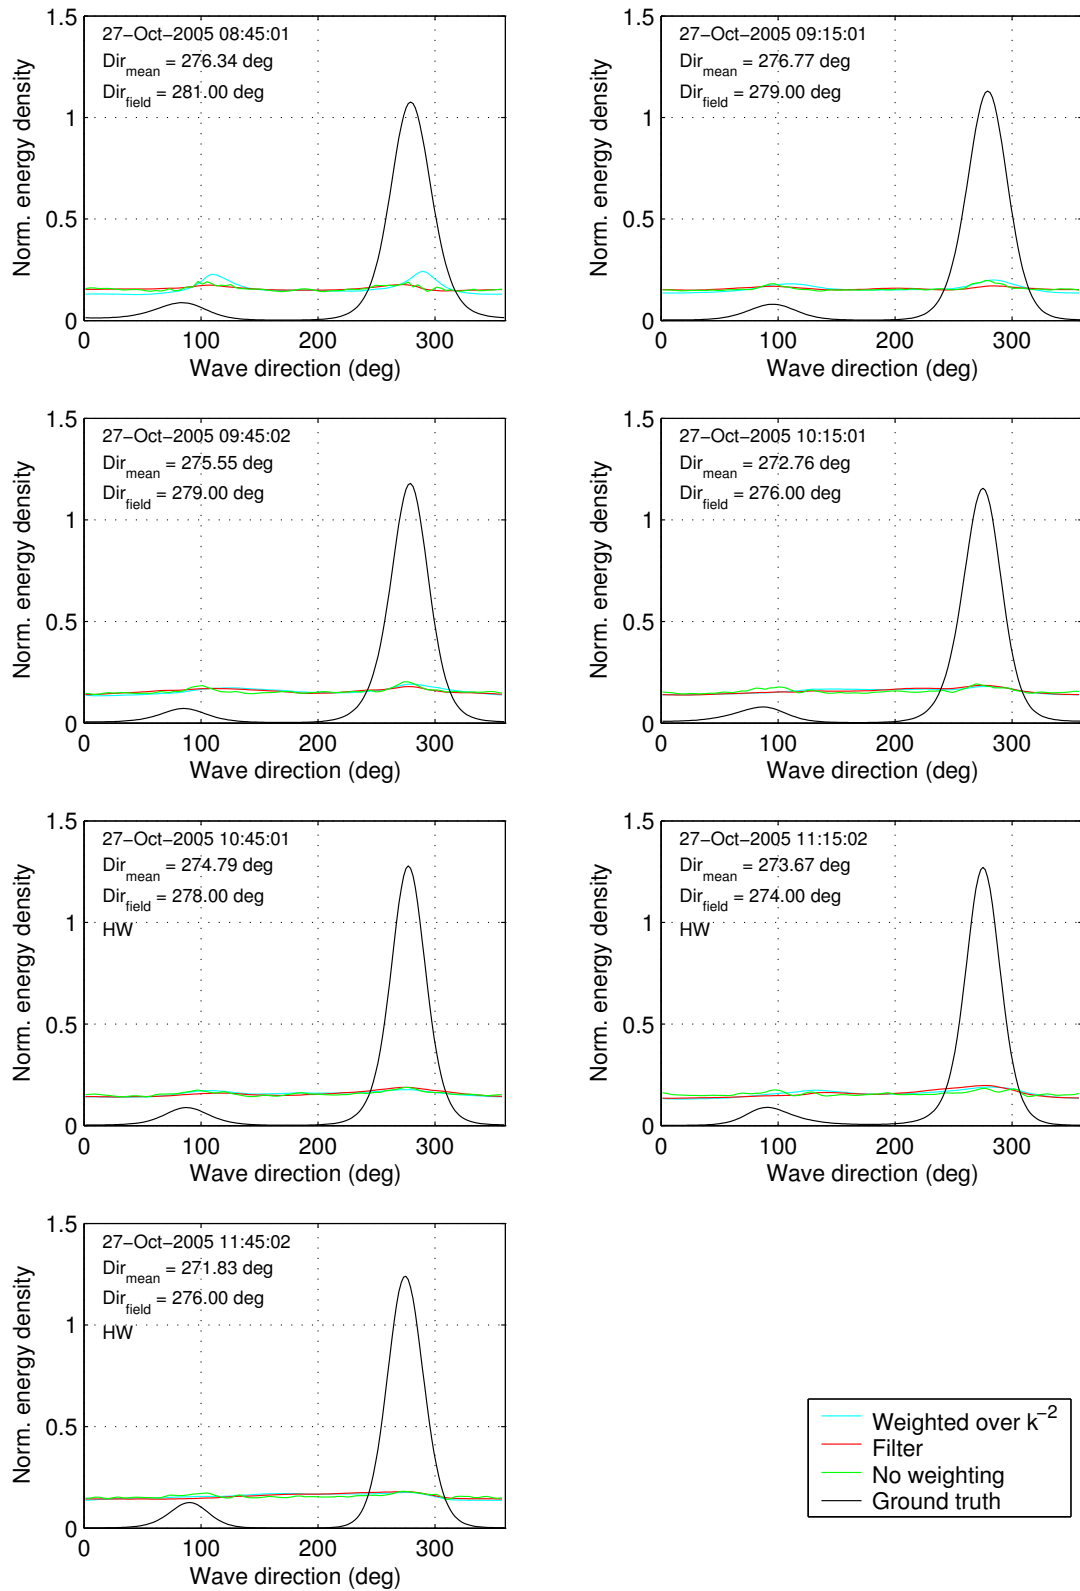 27-Oct-2005 08:45:01
Dir_mean = 276.34 deg
Dir_field = 281.00 deg
Norm. energy density
1.5
1
0.5
0
0 100 200 300
Wave direction (deg)
27-Oct-2005 09:15:01
Dir_mean = 276.77 deg
Dir_field = 279.00 deg
Norm. energy density
1.5
1
0.5
0
0 100 200 300
Wave direction (deg)
27-Oct-2005 09:45:02
Dir_mean = 275.55 deg
Dir_field = 279.00 deg
Norm. energy density
1.5
1
0.5
0
0 100 200 300
Wave direction (deg)
27-Oct-2005 10:15:01
Dir_mean = 272.76 deg
Dir_field = 276.00 deg
Norm. energy density
1.5
1
0.5
0
0 100 200 300
Wave direction (deg)
27-Oct-2005 10:45:01
Dir_mean = 274.79 deg
Dir_field = 278.00 deg
HW
Norm. energy density
1.5
1
0.5
0
0 100 200 300
Wave direction (deg)
27-Oct-2005 11:15:02
Dir_mean = 273.67 deg
Dir_field = 274.00 deg
HW
Norm. energy density
1.5
1
0.5
0
0 100 200 300
Wave direction (deg)
27-Oct-2005 11:45:02
Dir_mean = 271.83 deg
Dir_field = 276.00 deg
HW
Norm. energy density
1.5
1
0.5
0
0 100 200 300
Wave direction (deg)
Weighted over k^-2
Filter
No weighting
Ground truth